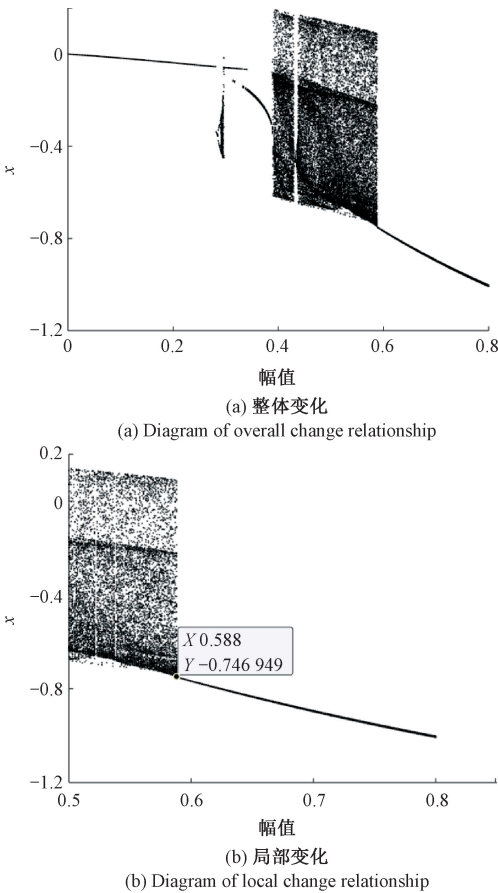 0
−0.4
−0.8
−1.2
x
0
0.2
0.4
0.6
0.8
幅值
(a) 整体变化
(a) Diagram of overall change relationship
0.2
0
−0.4
−0.8
−1.2
x
X 0.588
Y −0.746 949
0.5
0.6
0.7
0.8
幅值
(b) 局部变化
(b) Diagram of local change relationship